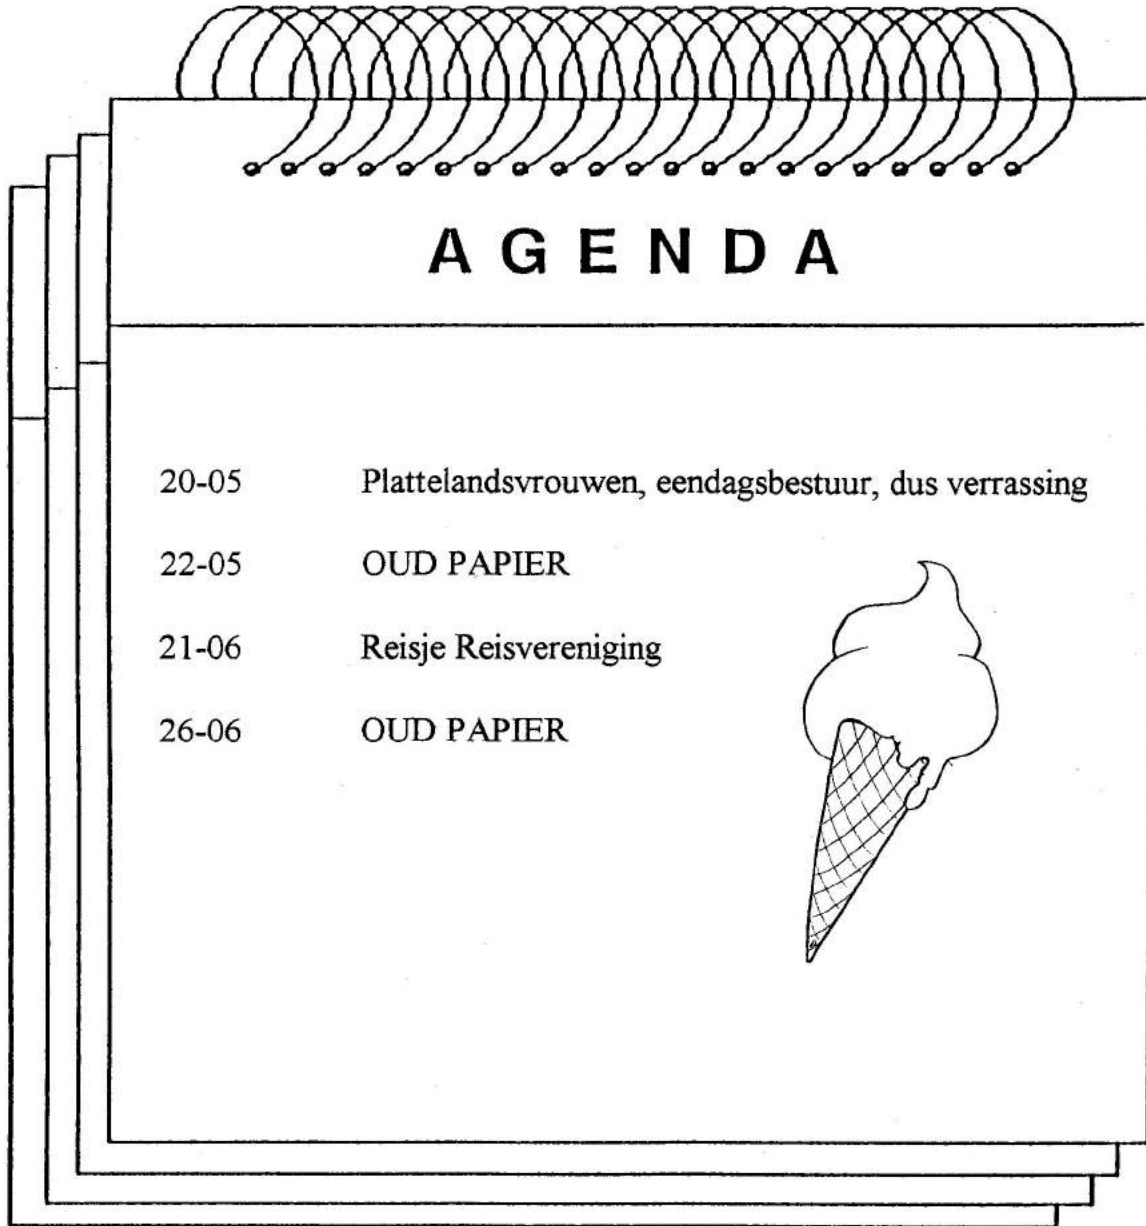 AGENDA
20-05 Plattelandsvrouwen, eendagsbestuur, dus verrassing
22-05 OUD PAPIER
21-06 Reisje Reisvereniging
26-06 OUD PAPIER